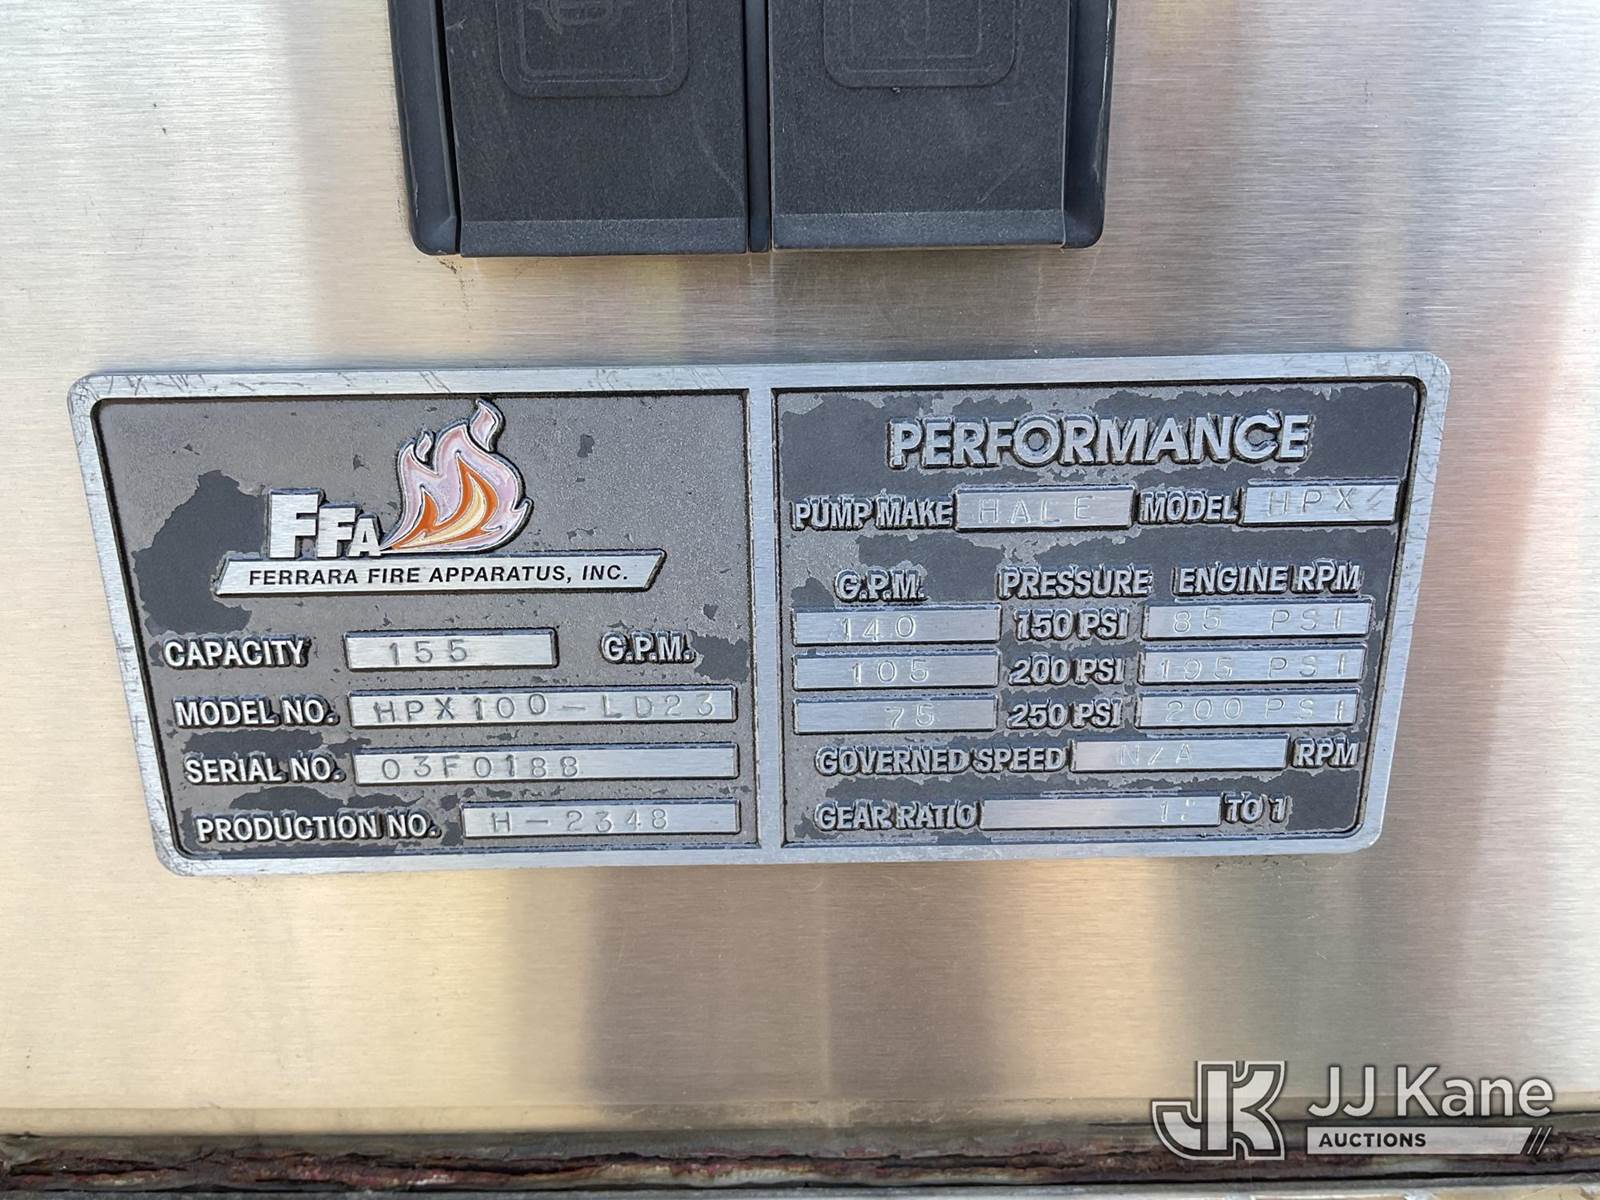 FFA
FERRARA FIRE APPARATUS, INC.
CAPACITY 155 G.P.M.
MODEL NO. HPX100-LD23
SERIAL NO. 03F0188
PRODUCTION NO. H-2348
PERFORMANCE
PUMP MAKE HALE MODEL HPX
G.P.M. PRESSURE ENGINE RPM
140 150 PSI 85 PSI
105 200 PSI 195 PSI
75 250 PSI 200 PSI
GOVERNED SPEED N/A RPM
GEAR RATIO TO 1
JK JJ Kane
AUCTIONS